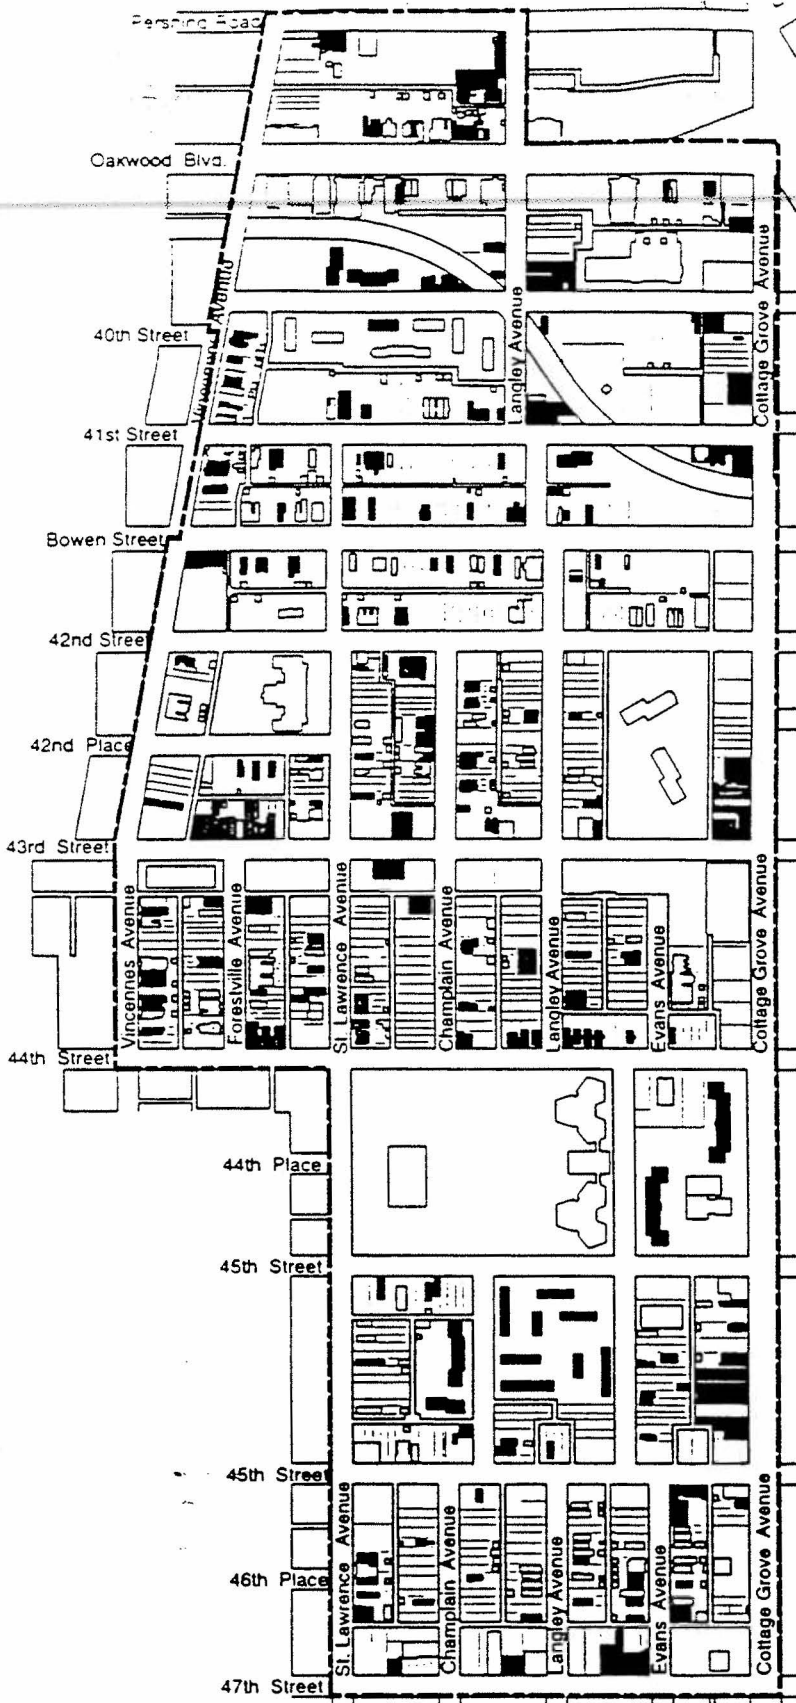 Pershing Road
Oakwood Blvd.
Vincennes Avenue
Langley Avenue
Cottage Grove Avenue
40th Street
41st Street
Bowen Street
42nd Street
42nd Place
43rd Street
Vincennes Avenue
Forestville Avenue
St. Lawrence Avenue
Champlain Avenue
Langley Avenue
Evans Avenue
Cottage Grove Avenue
44th Street
44th Place
45th Street
45th Street
46th Place
St. Lawrence Avenue
Champlain Avenue
Langley Avenue
Evans Avenue
Cottage Grove Avenue
47th Street